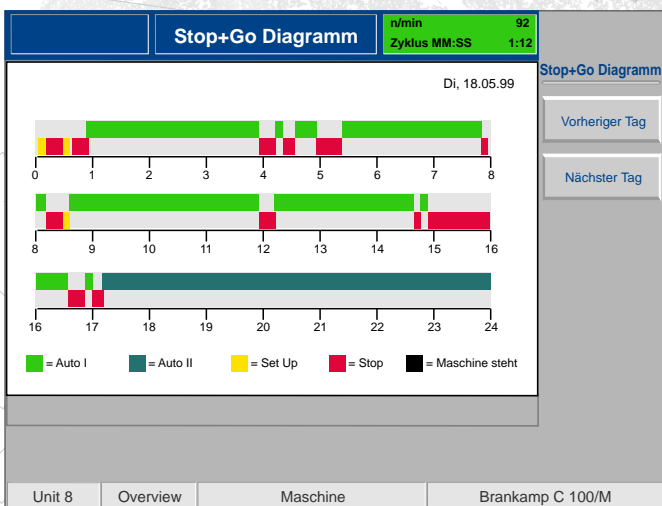 Stop+Go Diagramm
n/min 92
Zyklus MM:SS 1:12
Stop+Go Diagramm
Di, 18.05.99
Vorheriger Tag
Nächster Tag
0 1 2 3 4 5 6 7 8
8 9 10 11 12 13 14 15 16
16 17 18 19 20 21 22 23 24
= Auto I = Auto II = Set Up = Stop = Maschine steht
Unit 8 Overview Maschine Brankamp C 100/M